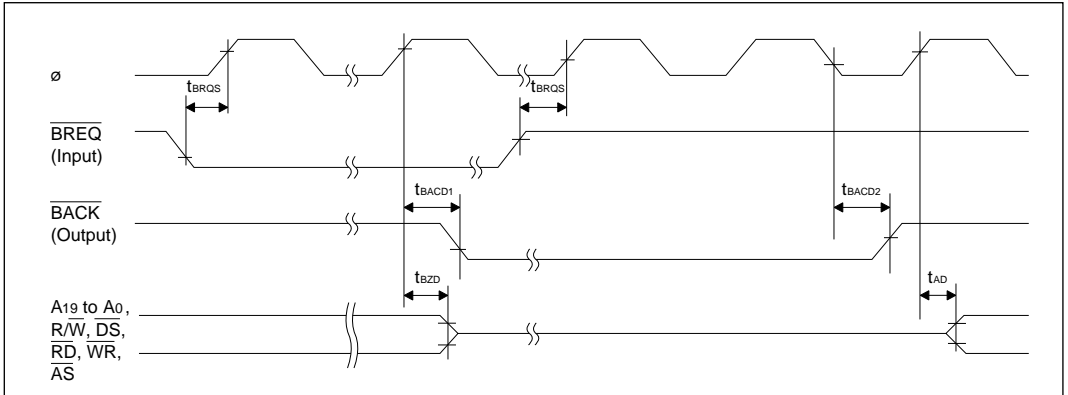 ø
tBRQS
tBRQS
BREQ
(Input)
tBACD1
tBACD2
BACK
(Output)
tBZD
tAD
A19 to A0,
R/W, DS,
RD, WR,
AS